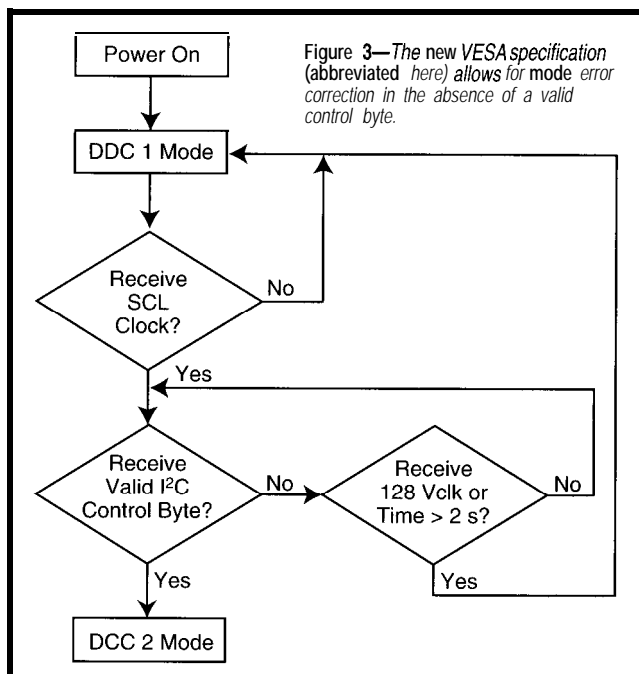 Power On
Figure 3—The new VESA specification
(abbreviated here) allows for mode error
correction in the absence of a valid
control byte.
DDC 1 Mode
Receive
SCL
Clock?
No
Yes
Receive
Valid I²C
Control Byte?
No
Receive
128 Vclk or
Time > 2 s?
No
Yes
Yes
DCC 2 Mode